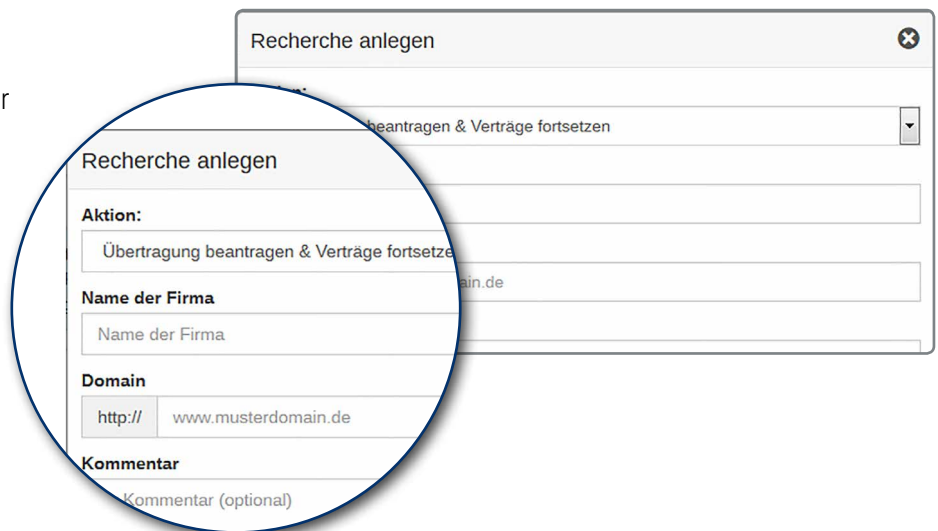 r
Recherche anlegen
beantragen & Verträge fortsetzen
ain.de
Recherche anlegen
Aktion:
Übertragung beantragen & Verträge fortsetze
Name der Firma
Name der Firma
Domain
http:// www.musterdomain.de
Kommentar
Kommentar (optional)